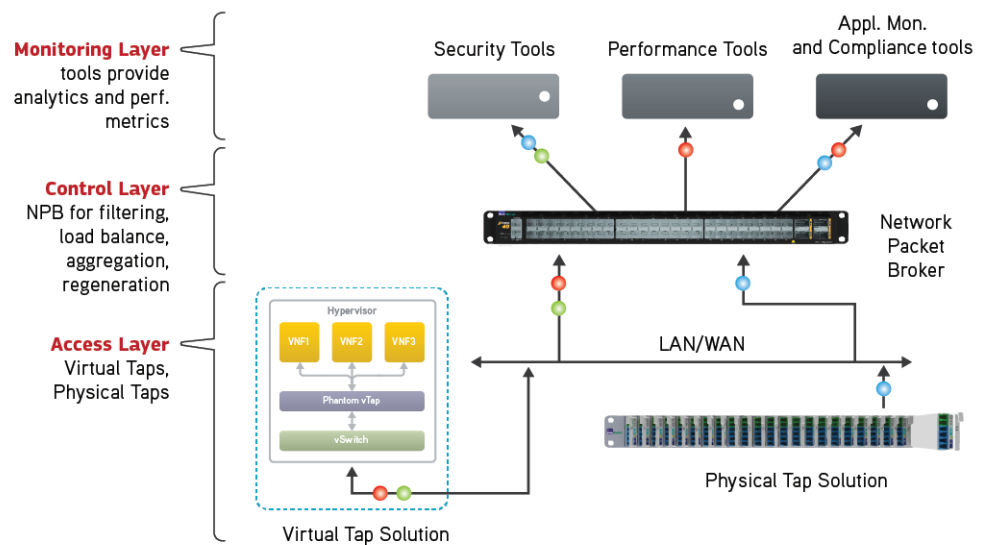 Monitoring Layer
tools provide
analytics and perf.
metrics
Security Tools
Performance Tools
Appl. Mon.
and Compliance tools
Control Layer
NPB for filtering,
load balance,
aggregation,
regeneration
Network
Packet
Broker
Access Layer
Virtual Taps,
Physical Taps
Hypervisor
VNF1
VNF2
VNF3
Phantom vTap
vSwitch
LAN/WAN
Virtual Tap Solution
Physical Tap Solution